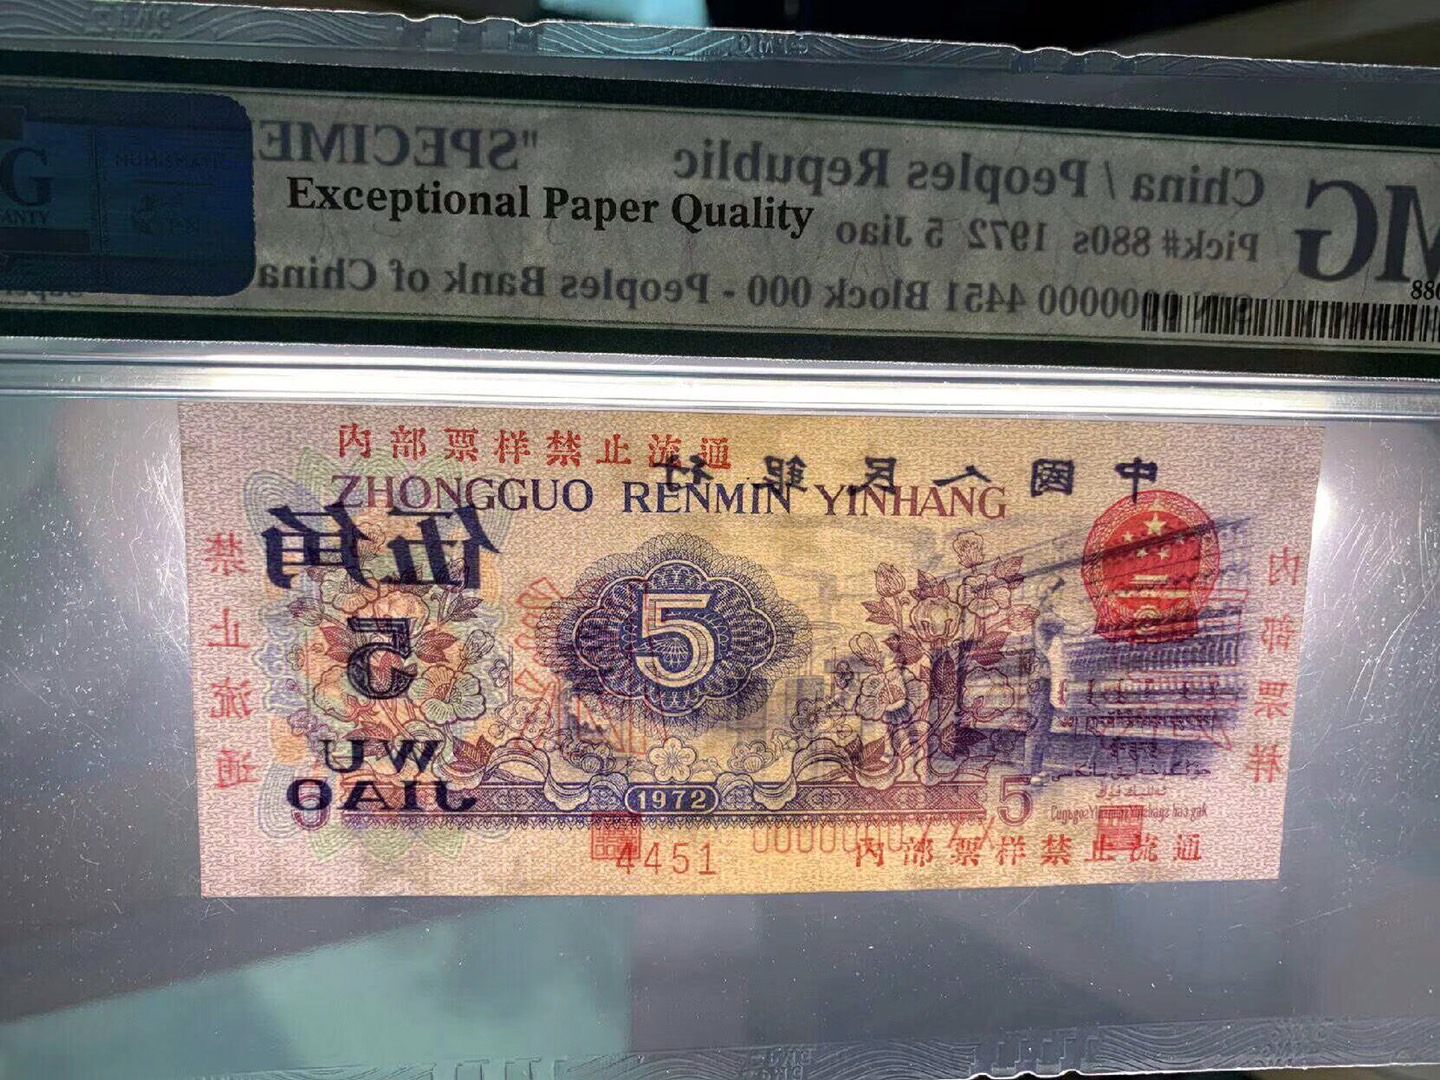 "SPECIME
China / Peoples Republic
Exceptional Paper Quality
Pick# 880s 1972 5 Jiao
0000000 4451 Block 000 - Peoples Bank of China
内部票样禁止流通
中國人民銀行
ZHONGGUO RENMIN YINHANG
伍角
禁止流通
内部票样
5
5
WU
JIAO
1972
5
4451
内部票样禁止流通